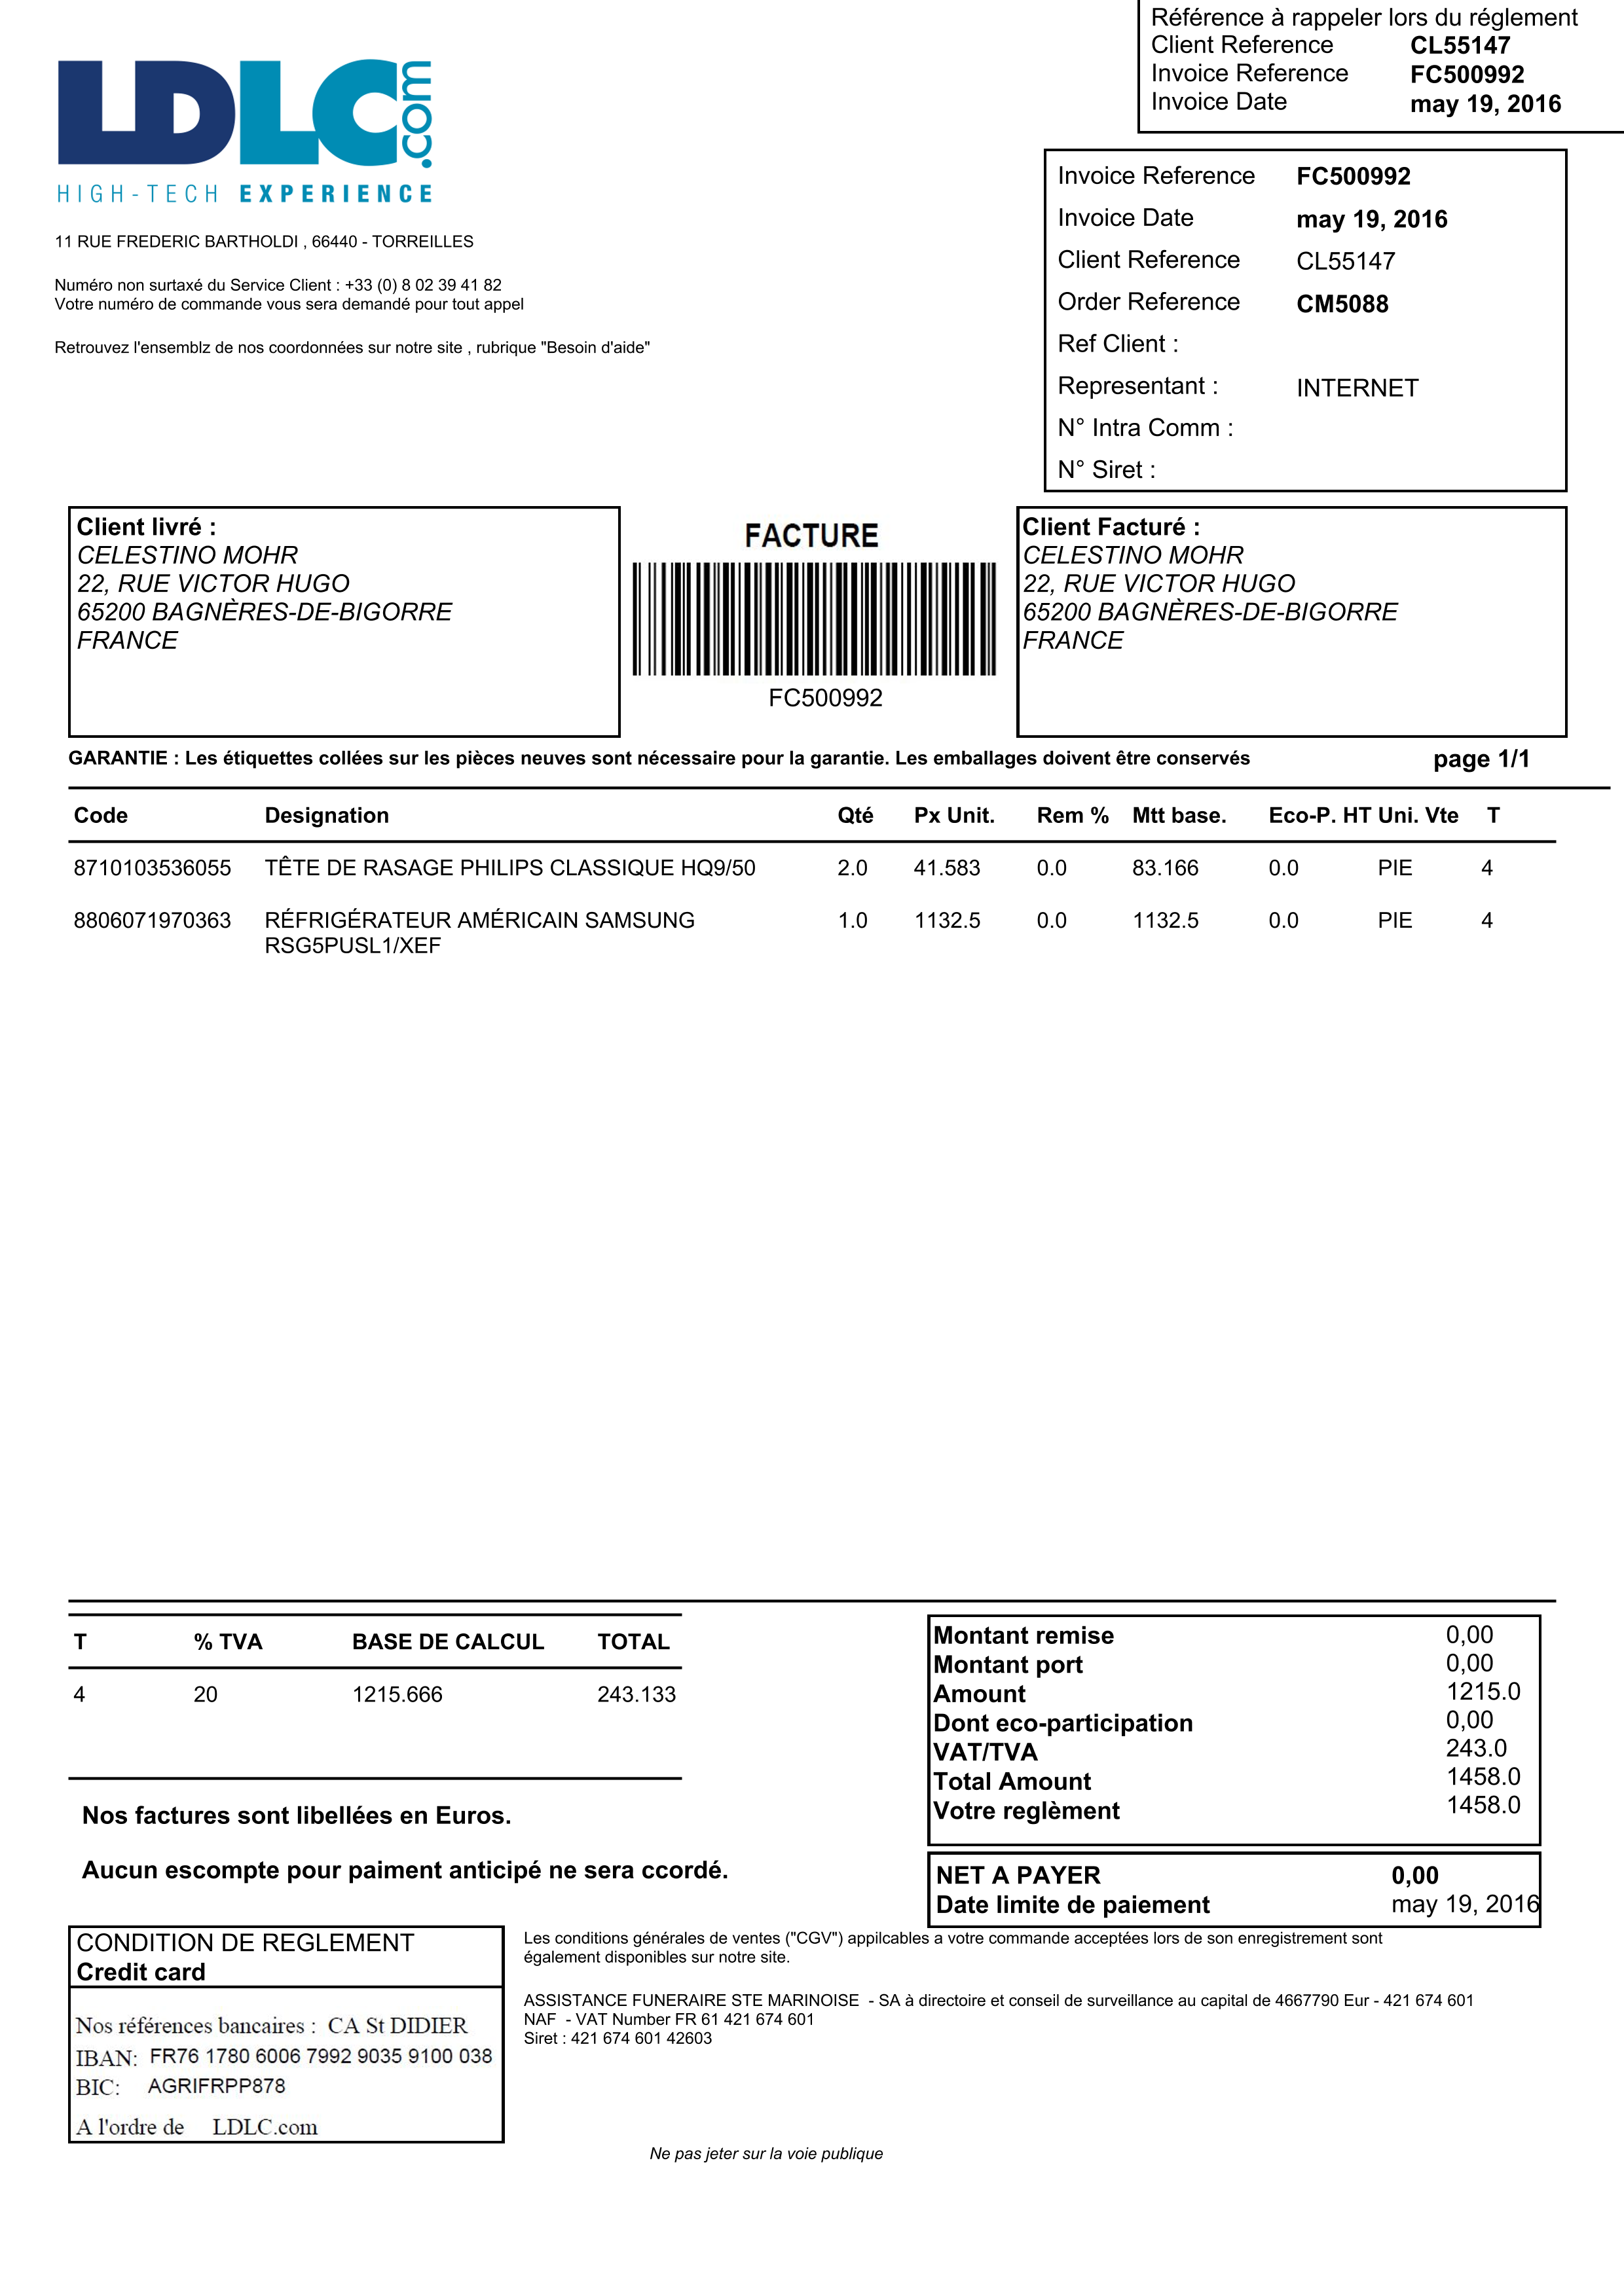 Référence à rappeler lors du réglement
Client Reference CL55147
Invoice Reference FC500992
Invoice Date may 19, 2016
LDLC.com
HIGH-TECH EXPERIENCE
11 RUE FREDERIC BARTHOLDI , 66440 - TORREILLES
Numéro non surtaxé du Service Client : +33 (0) 8 02 39 41 82
Votre numéro de commande vous sera demandé pour tout appel
Retrouvez l'ensemblz de nos coordonnées sur notre site , rubrique "Besoin d'aide"
Invoice Reference FC500992
Invoice Date may 19, 2016
Client Reference CL55147
Order Reference CM5088
Ref Client :
Representant : INTERNET
N° Intra Comm :
N° Siret :
Client livré :
CELESTINO MOHR
22, RUE VICTOR HUGO
65200 BAGNÈRES-DE-BIGORRE
FRANCE
FACTURE
FC500992
Client Facturé :
CELESTINO MOHR
22, RUE VICTOR HUGO
65200 BAGNÈRES-DE-BIGORRE
FRANCE
GARANTIE : Les étiquettes collées sur les pièces neuves sont nécessaire pour la garantie. Les emballages doivent être conservés page 1/1
Code Designation Qté Px Unit. Rem % Mtt base. Eco-P. HT Uni. Vte T
8710103536055 TÊTE DE RASAGE PHILIPS CLASSIQUE HQ9/50 2.0 41.583 0.0 83.166 0.0 PIE 4
8806071970363 RÉFRIGÉRATEUR AMÉRICAIN SAMSUNG 1.0 1132.5 0.0 1132.5 0.0 PIE 4
RSG5PUSL1/XEF
T % TVA BASE DE CALCUL TOTAL
4 20 1215.666 243.133
Nos factures sont libellées en Euros.
Aucun escompte pour paiment anticipé ne sera ccordé.
Montant remise 0,00
Montant port 0,00
Amount 1215.0
Dont eco-participation 0,00
VAT/TVA 243.0
Total Amount 1458.0
Votre reglèment 1458.0
NET A PAYER 0,00
Date limite de paiement may 19, 2016
CONDITION DE REGLEMENT
Credit card
Nos références bancaires : CA St DIDIER
IBAN: FR76 1780 6006 7992 9035 9100 038
BIC: AGRIFRPP878
A l'ordre de LDLC.com
Les conditions générales de ventes ("CGV") appilcables a votre commande acceptées lors de son enregistrement sont
également disponibles sur notre site.
ASSISTANCE FUNERAIRE STE MARINOISE - SA à directoire et conseil de surveillance au capital de 4667790 Eur - 421 674 601
NAF - VAT Number FR 61 421 674 601
Siret : 421 674 601 42603
Ne pas jeter sur la voie publique